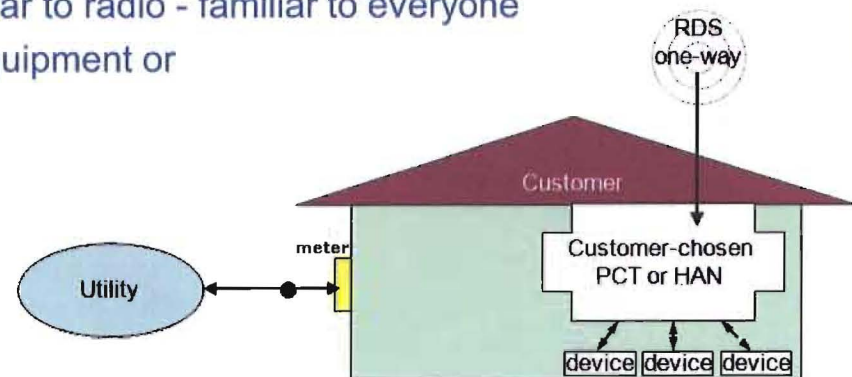 ar to radio - familiar to everyone
uipment or
RDS
one-way
Customer
meter
Customer-chosen
PCT or HAN
Utility
device device device